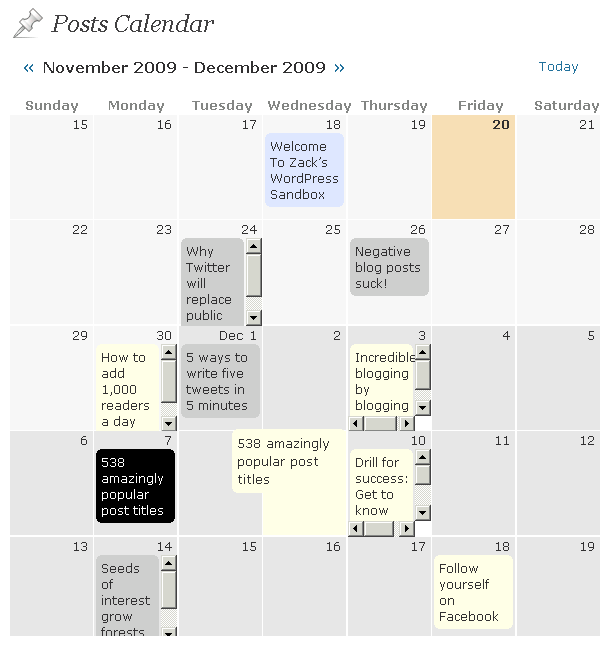 Posts Calendar
« November 2009 - December 2009 »
Today
Sunday Monday Tuesday Wednesday Thursday Friday Saturday
15 16 17 18 19 20 21
Welcome
To Zack's
WordPress
Sandbox
22 23 24 25 26 27 28
Why
Twitter
will
replace
public
Negative
blog posts
suck!
29 30 Dec 1 2 3 4 5
How to
add
1,000
readers
a day
5 ways to
write five
tweets in
5 minutes
Incredible
blogging
by
blogging
6 7 10 11 12
538
amazingly
popular
post titles
538 amazingly
popular post
titles
Drill for
success:
Get to
know
13 14 15 16 17 18 19
Seeds
of
interest
grow
forests
Follow
yourself
on
Facebook